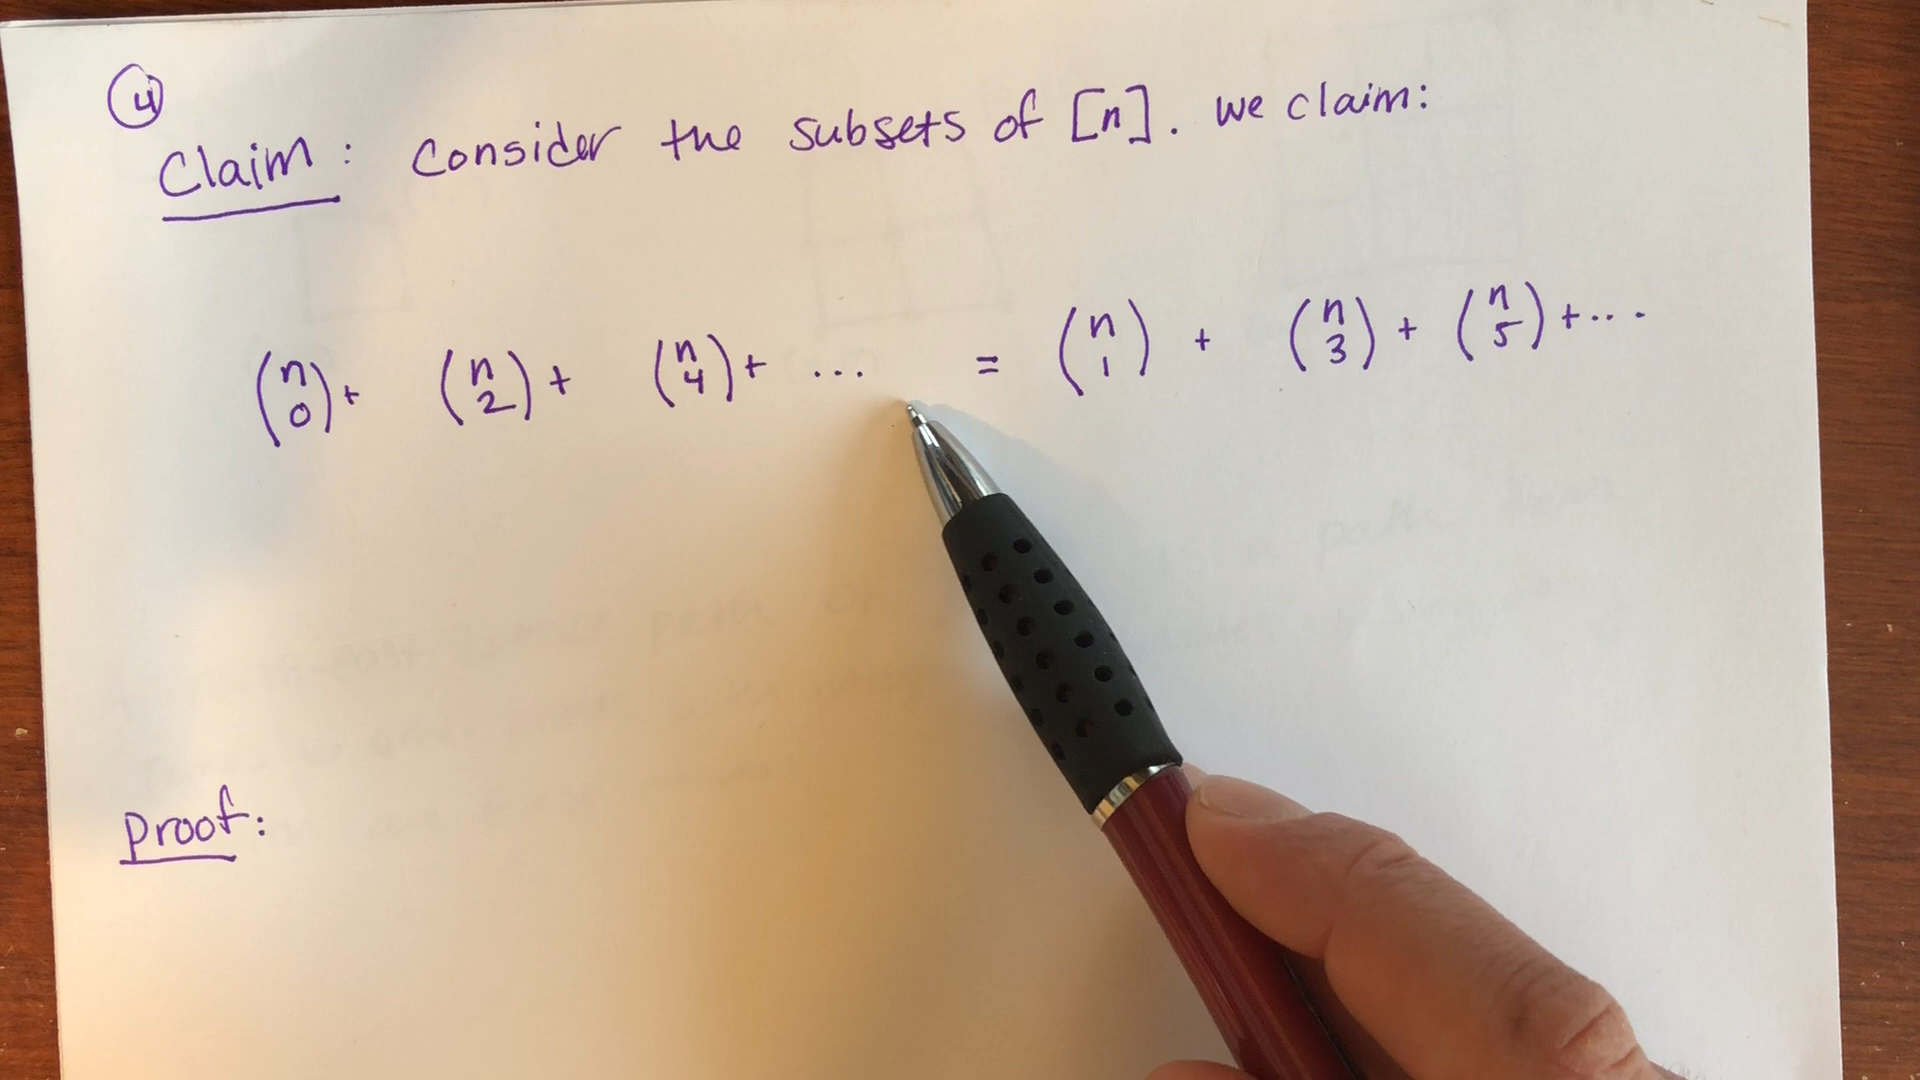 ④
Claim: Consider the subsets of [n]. we claim:
(n 0) + (n 2) + (n 4) + ... = (n 1) + (n 3) + (n 5) + ...
Proof: